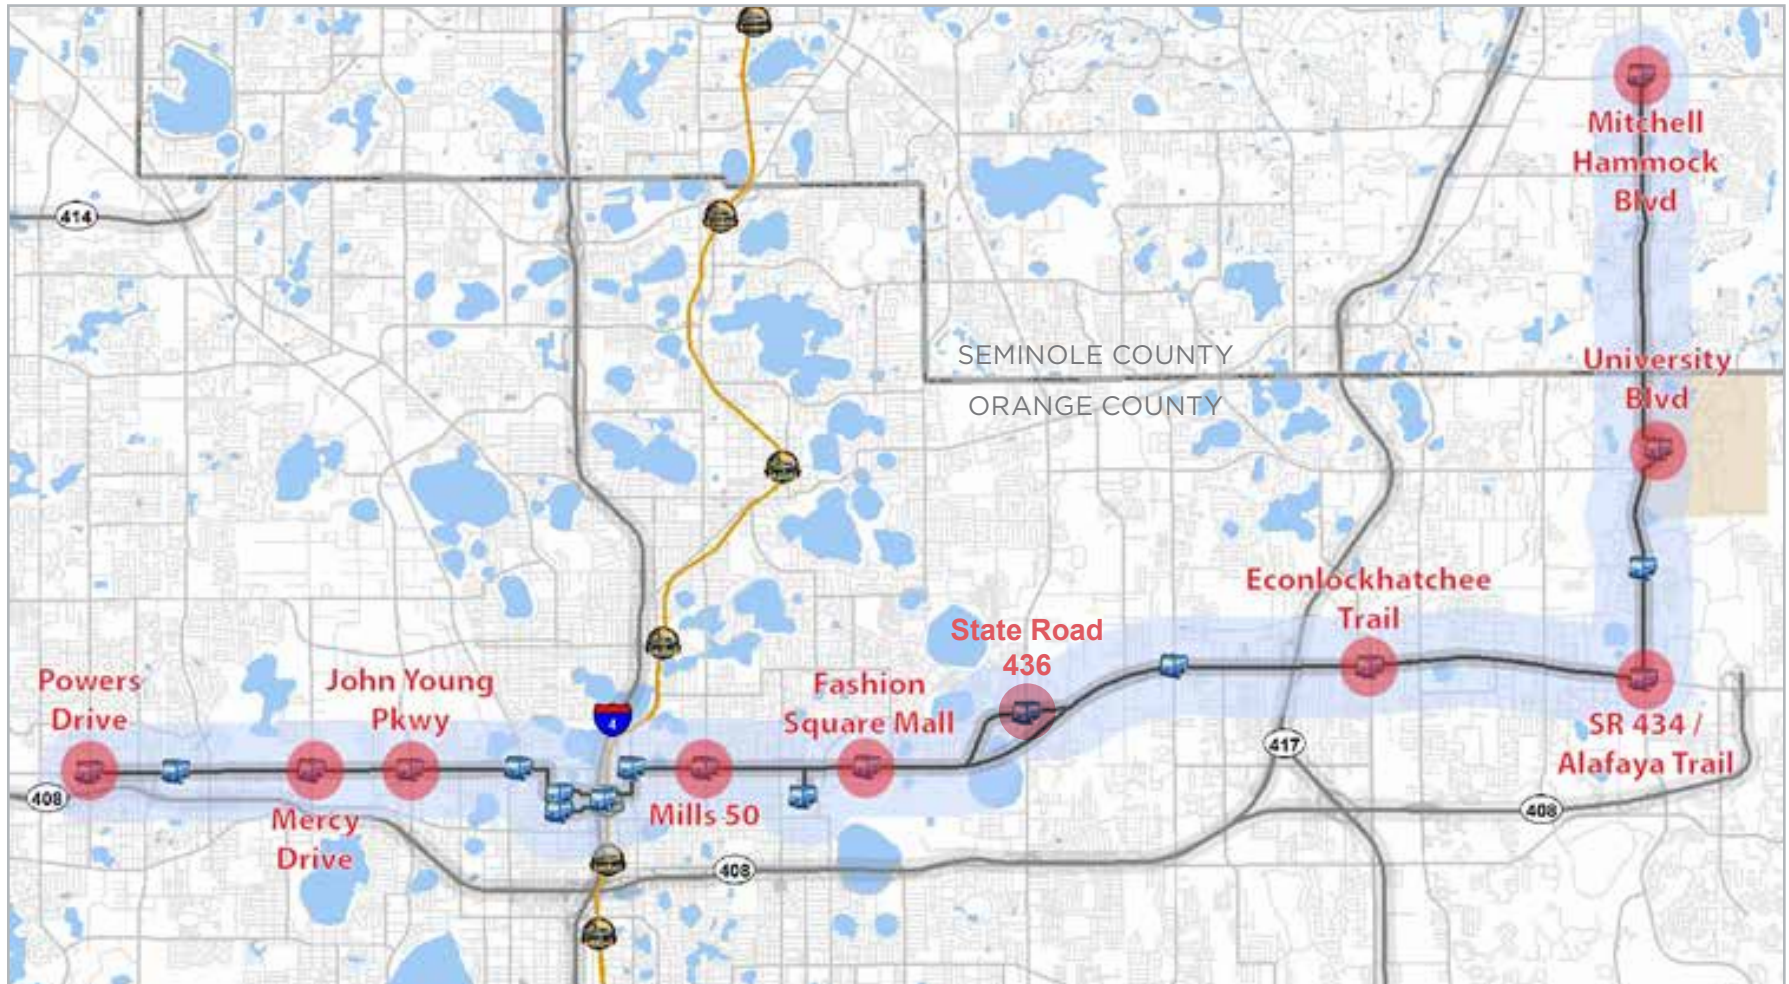 Mitchell
Hammock
Blvd
414
SEMINOLE COUNTY
ORANGE COUNTY
University
Blvd
Econlockhatchee
Trail
State Road
436
Powers
Drive
John Young
Pkwy
Fashion
Square Mall
4
SR 434 /
Alafaya Trail
417
408
Mercy
Drive
Mills 50
408
408